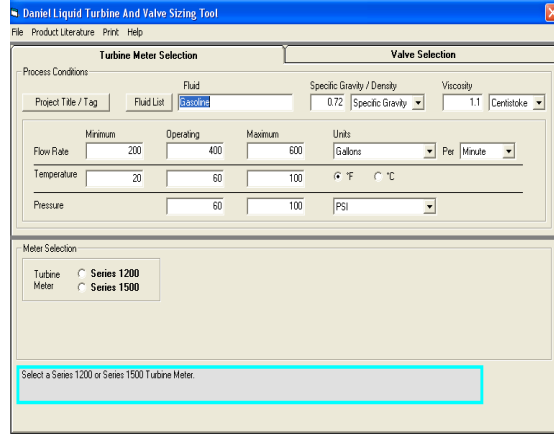 Daniel Liquid Turbine And Valve Sizing Tool
File Product Literature Print Help
Turbine Meter Selection Valve Selection
Process Conditions
Fluid Specific Gravity / Density Viscosity
Project Title / Tag Fluid List Gasoline 0.72 Specific Gravity 1.1 Centistoke
Minimum Operating Maximum Units
Flow Rate 200 400 600 Gallons Per Minute
Temperature 20 60 100 °F °C
Pressure 60 100 PSI
Meter Selection
Turbine Series 1200
Meter Series 1500
Select a Series 1200 or Series 1500 Turbine Meter.